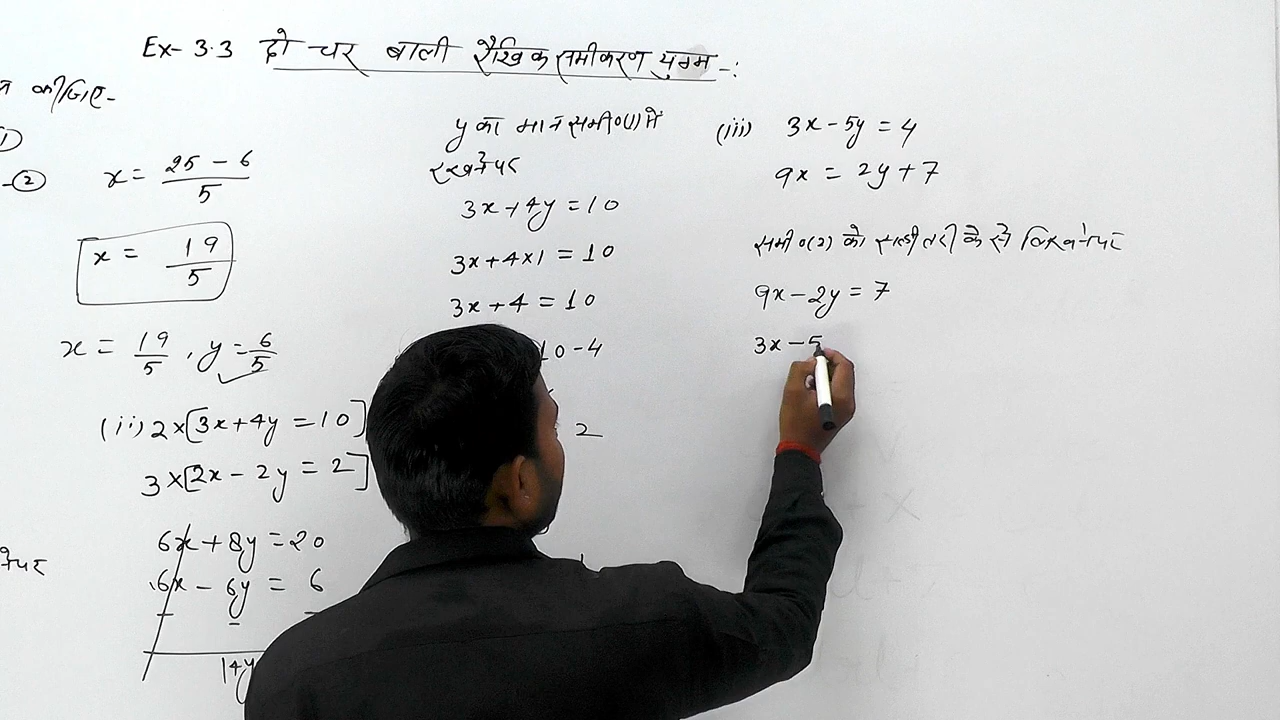 Ex- 3.3 दो चर वाली रैखिक समीकरण युग्म -:
कीजिए-
①
-②
x = 25 - 6 / 5
x = 19 / 5
x = 19/5 , y = 6/5
(ii) 2×[3x+4y = 10]
3×[2x - 2y = 2]
6x + 8y = 20
6x - 6y = 6
14y
y का मान समी०(1) में
रखने पर
3x+4y = 10
3x+4×1 = 10
3x+4 = 10
10-4
2
(iii) 3x-5y = 4
9x = 2y+7
समी०(2) को सही तरीके से लिखने पर
9x-2y = 7
3x-5